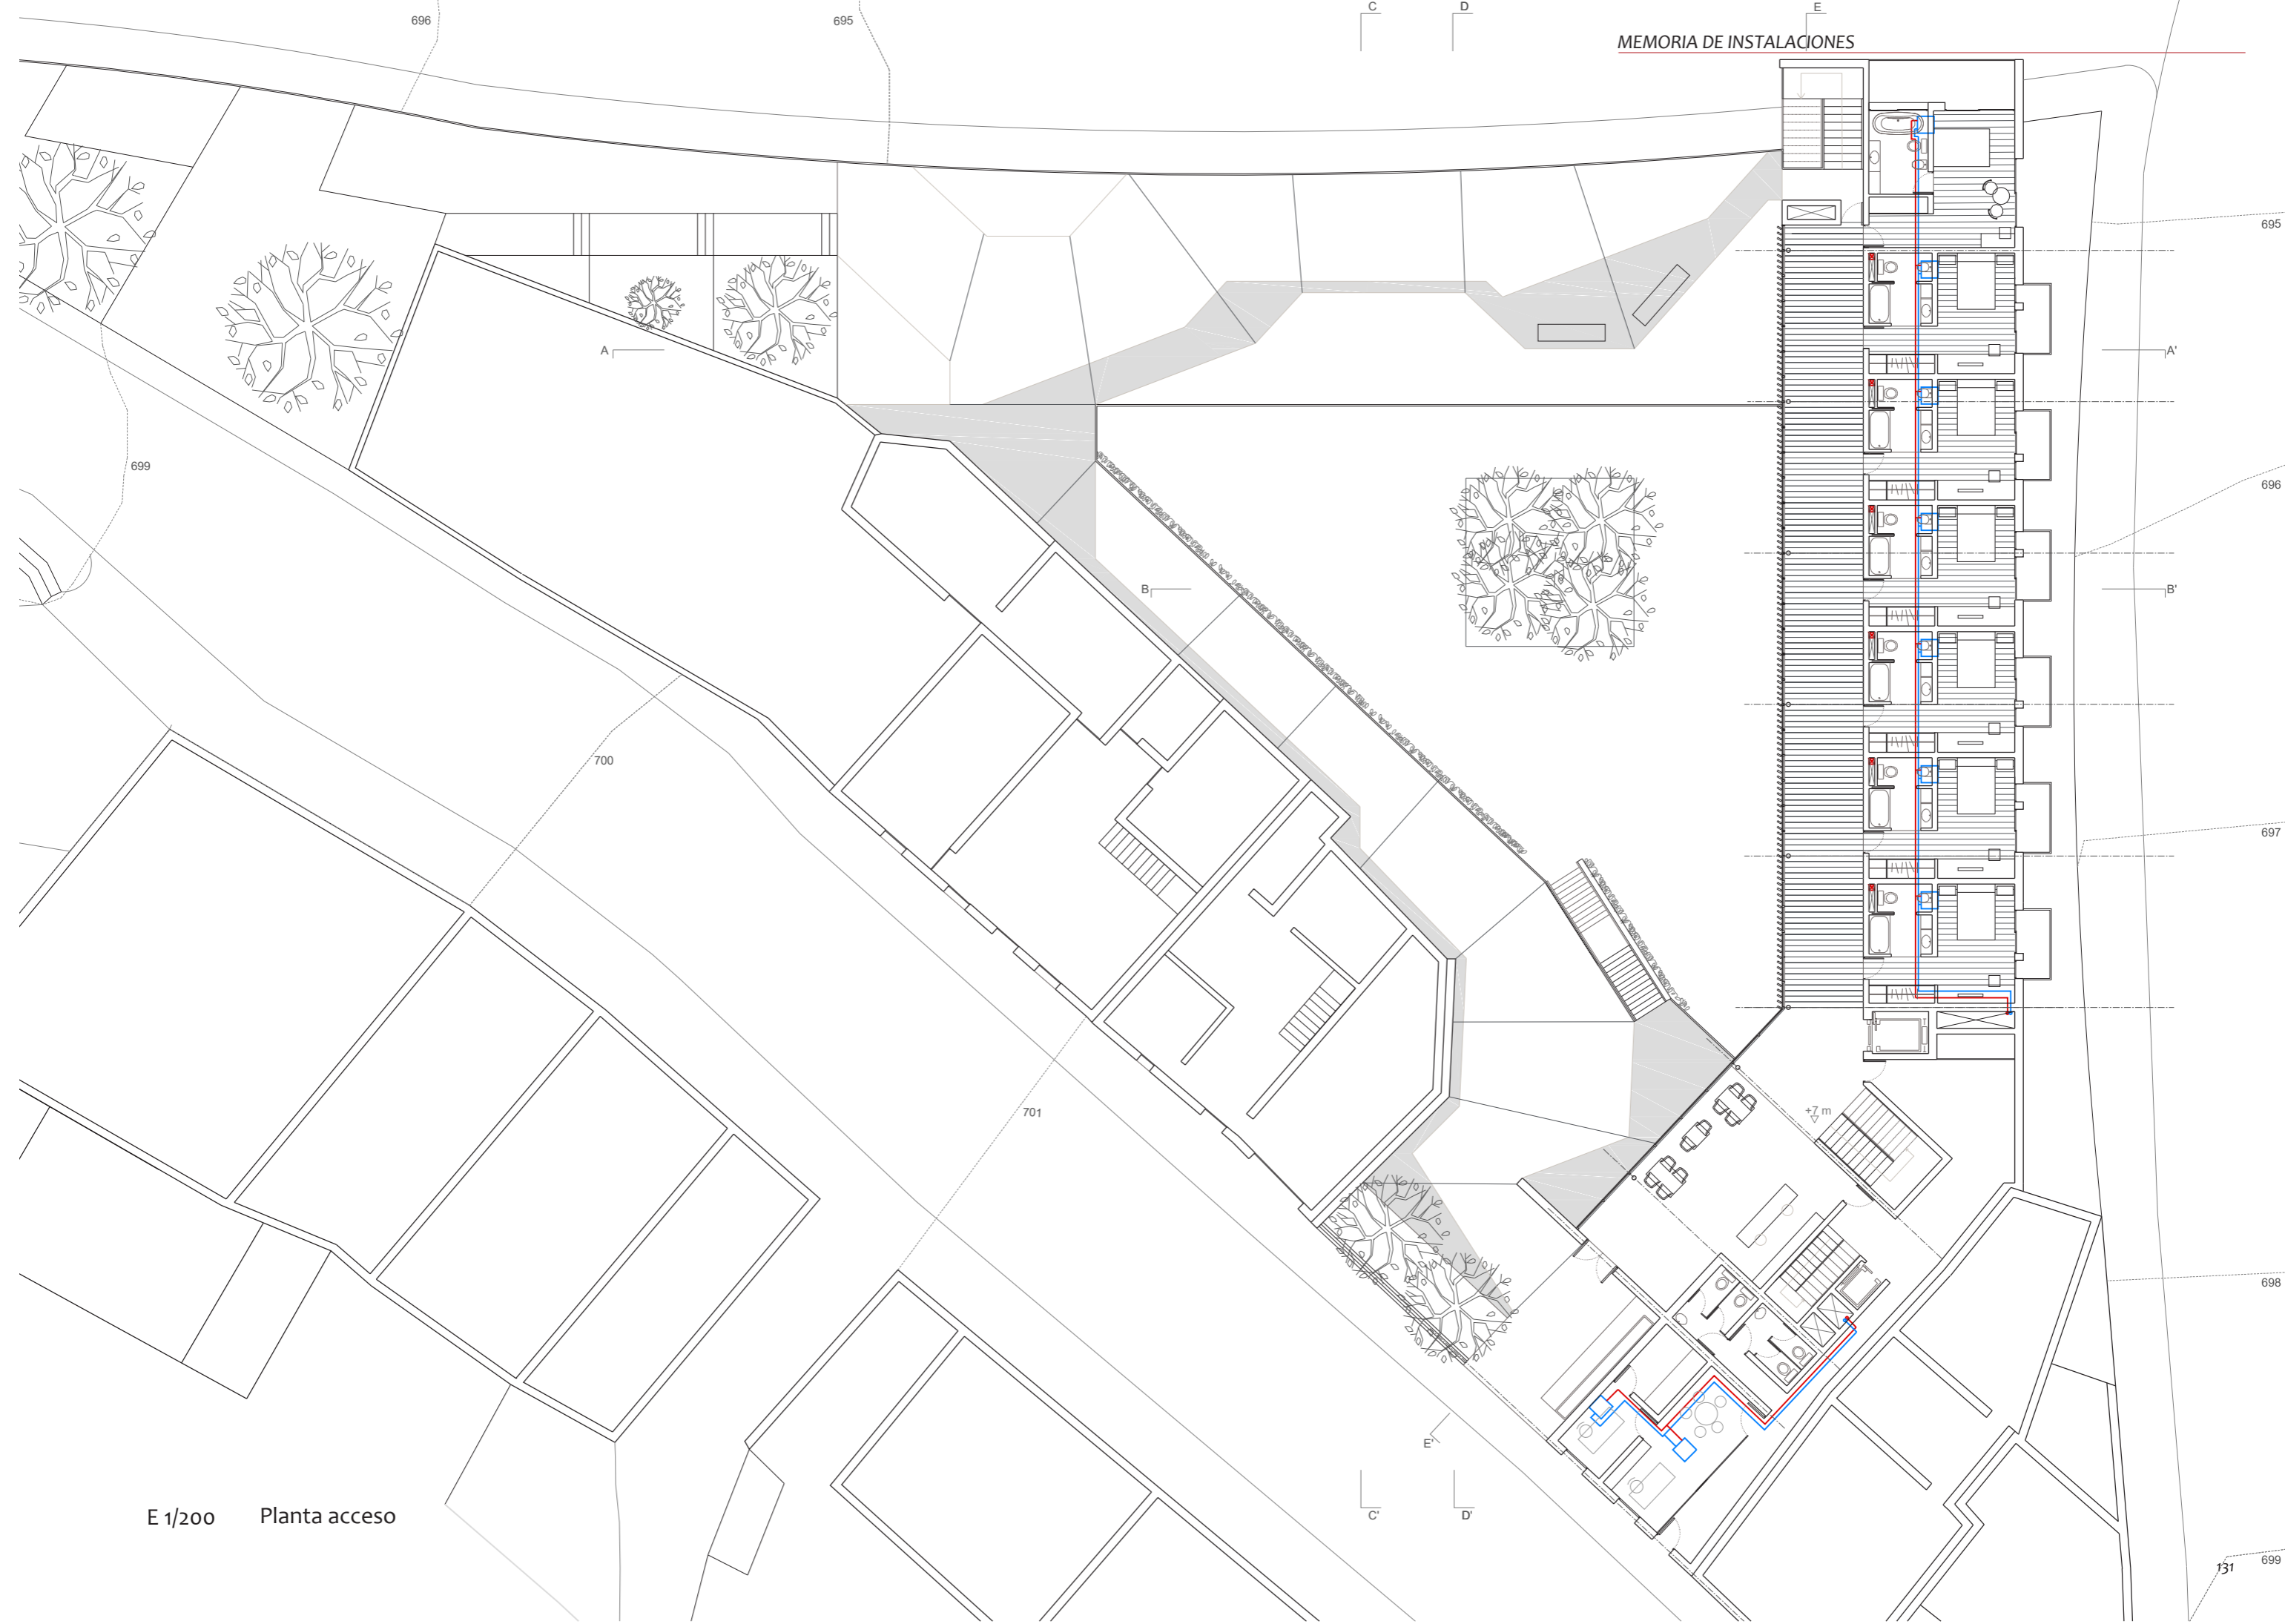 696
695
C
D
E
MEMORIA DE INSTALACIONES
695
A
A'
699
696
B
B'
700
697
701
+7 m
698
E'
C'
D'
E 1/200 Planta acceso
131
699